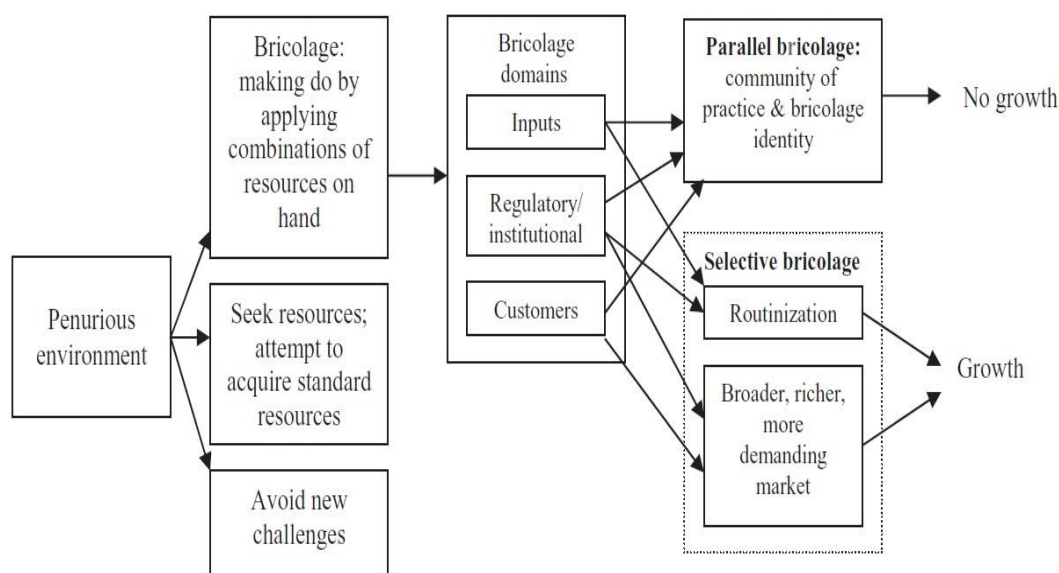 Penurious
environment
Bricolage:
making do by
applying
combinations of
resources on
hand
Seek resources;
attempt to
acquire standard
resources
Avoid new
challenges
Bricolage
domains
Inputs
Regulatory/
institutional
Customers
Parallel bricolage:
community of
practice & bricolage
identity
No growth
Selective bricolage
Routinization
Broader, richer,
more
demanding
market
Growth